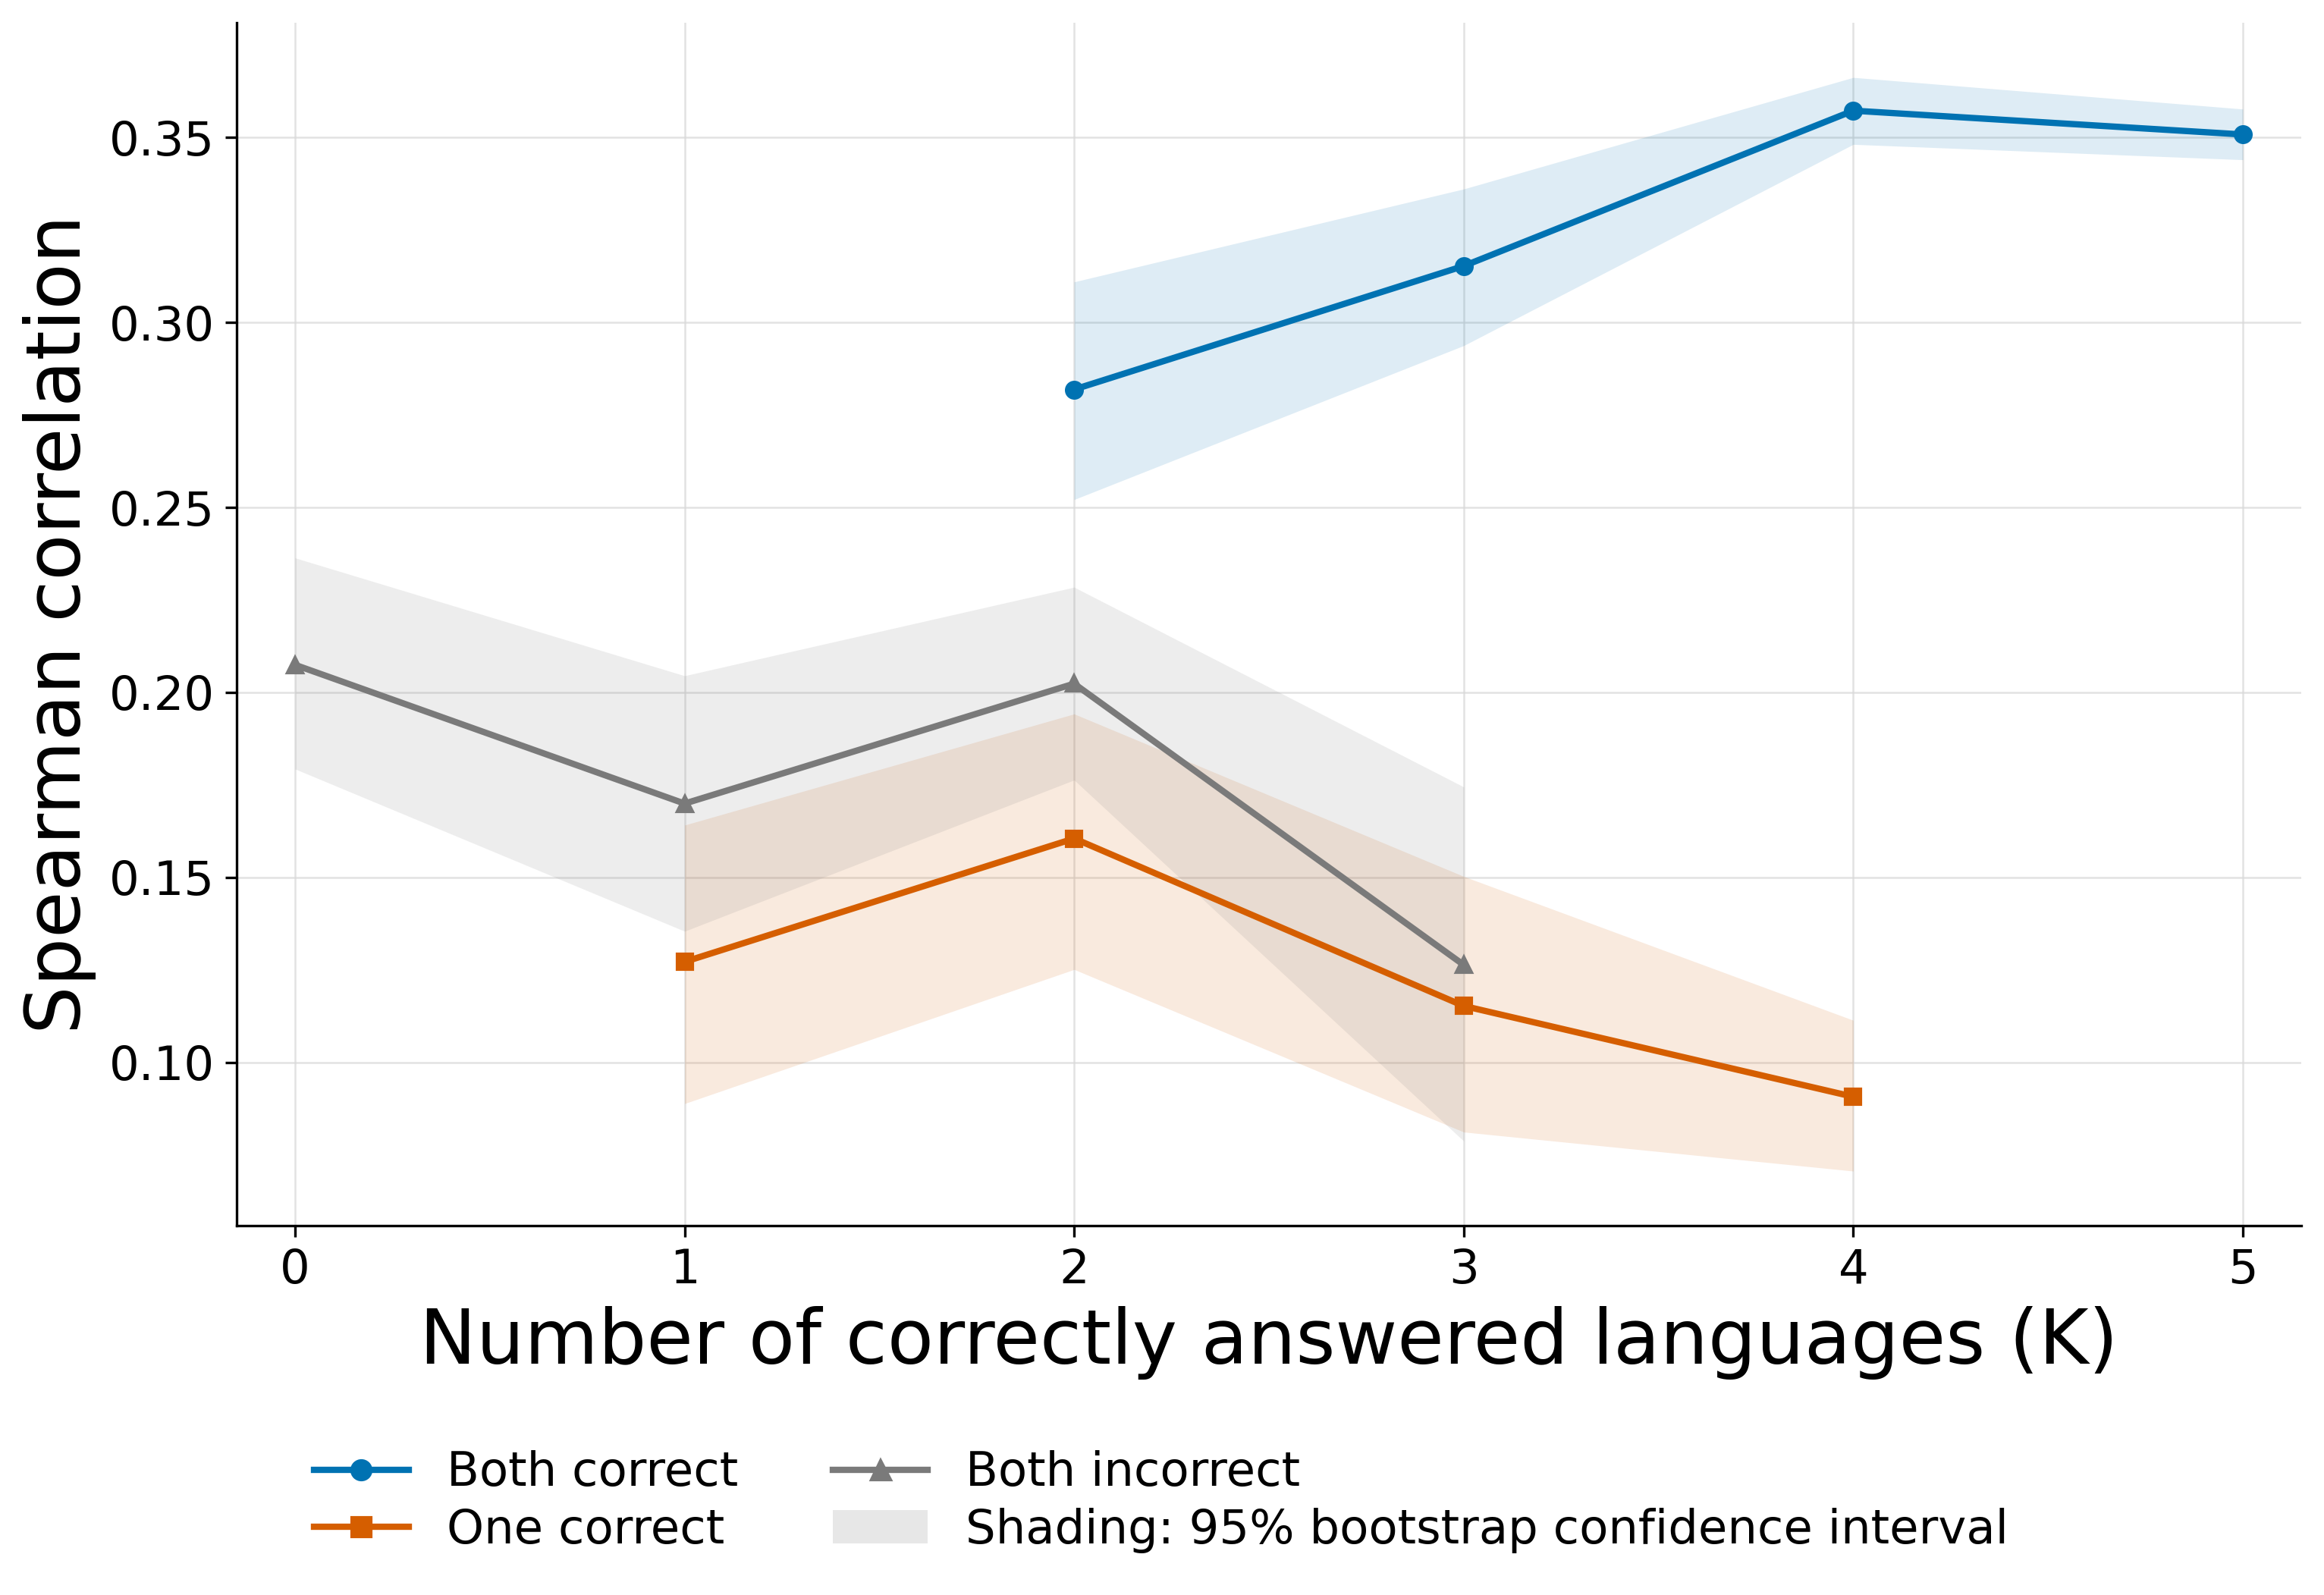 Spearman correlation
0.35
0.30
0.25
0.20
0.15
0.10
0 1 2 3 4 5
Number of correctly answered languages (K)
Both correct
One correct
Both incorrect
Shading: 95% bootstrap confidence interval